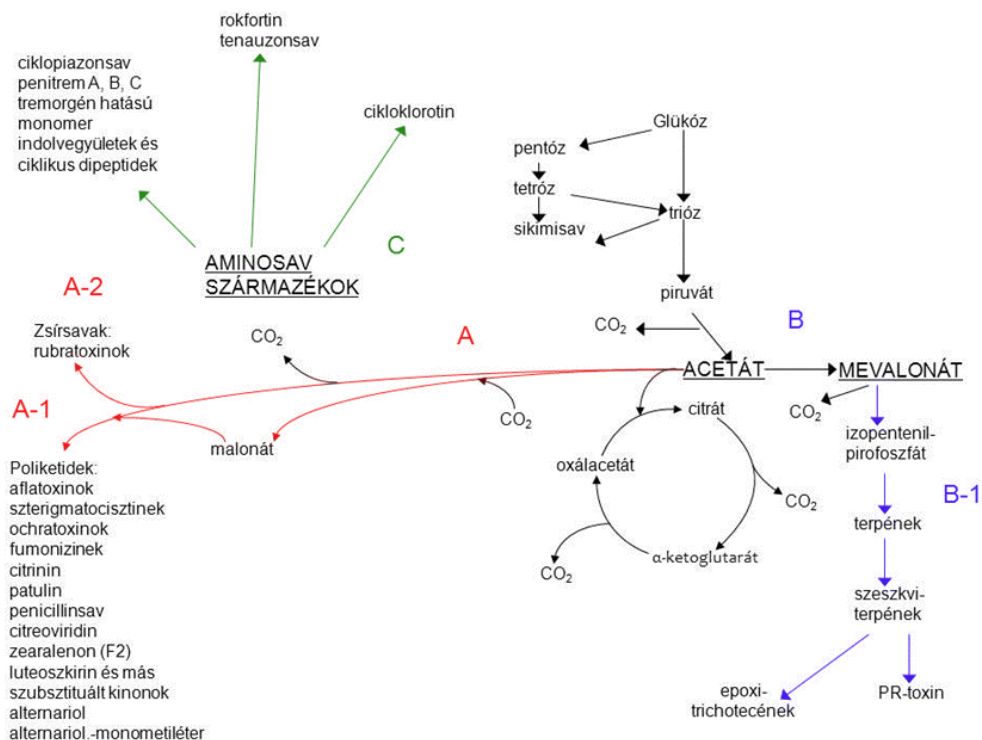 rokfortin
tenauzonsav
ciklopiazonsav
penitrem A, B, C
tremorgén hatású
monomer
indolvegyületek és
ciklikus dipeptidek
cikloklorotin
Glükóz
pentóz
tetróz
trióz
sikimisav
C
AMINOSAV
SZÁRMAZÉKOK
A-2
piruvát
Zsírsavak:
rubratoxinok
CO2
A
CO2
B
ACETÁT
MEVALONÁT
A-1
CO2
citrát
CO2
malonát
izopentenil-
pirofoszfát
oxálacetát
Poliketidek:
aflatoxinok
szterigmatocisztinek
ochratoxinok
fumonizinek
citrinin
patulin
penicillinsav
citreoviridin
zearalenon (F2)
luteoszkirin és más
szubsztituált kinonok
alternariol
alternariol.-monometiléter
CO2
B-1
terpének
α-ketoglutarát
CO2
szeszkvi-
terpének
epoxi-
trichotecének
PR-toxin